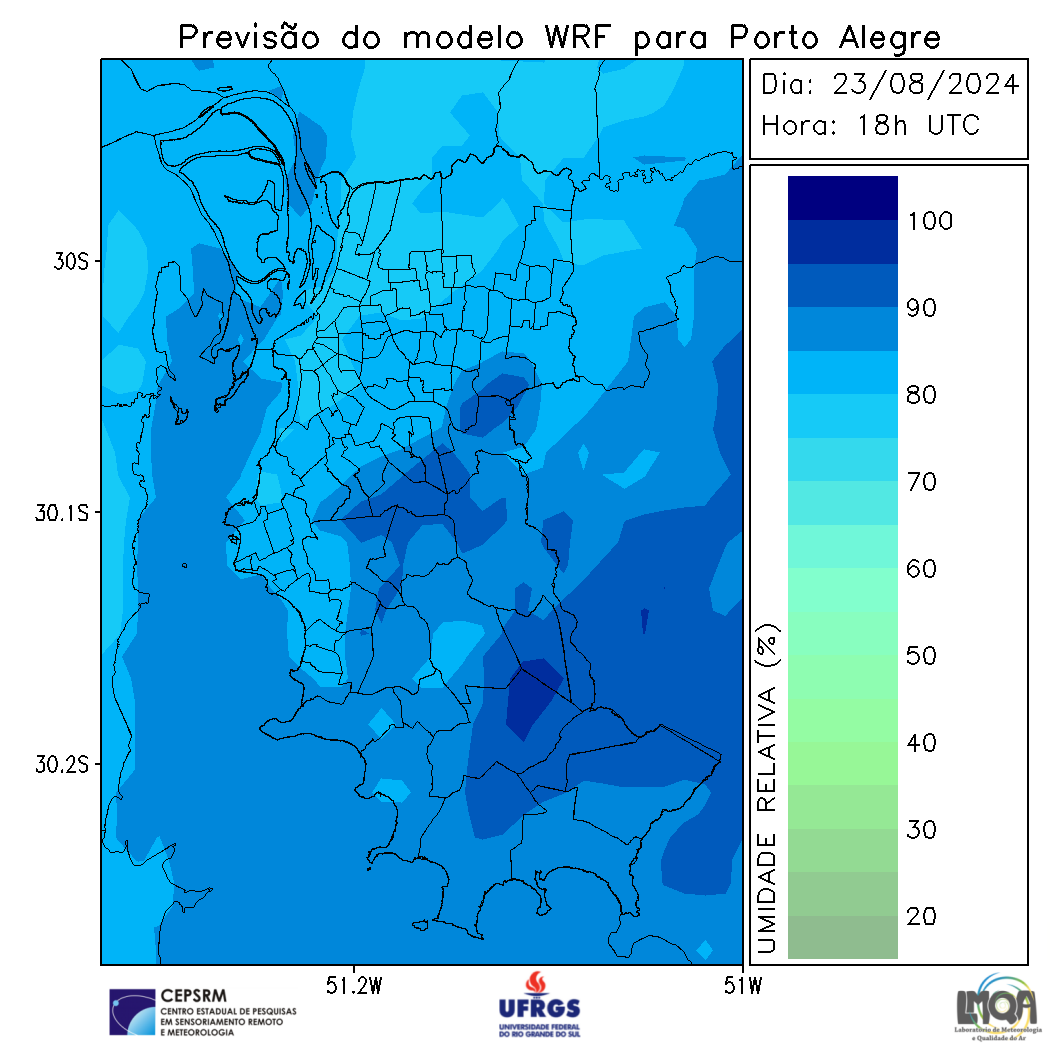 Previsão do modelo WRF para Porto Alegre
Dia: 23/08/2024
Hora: 18h UTC
30S
30.1S
30.2S
51.2W
51W
100
90
80
70
60
50
40
30
20
UMIDADE RELATIVA (%)
CEPSRM
CENTRO ESTADUAL DE PESQUISAS
EM SENSORIAMENTO REMOTO
E METEOROLOGIA
UFRGS
UNIVERSIDADE FEDERAL
DO RIO GRANDE DO SUL
LMQA
Laboratório de Meteorologia
e Qualidade do Ar